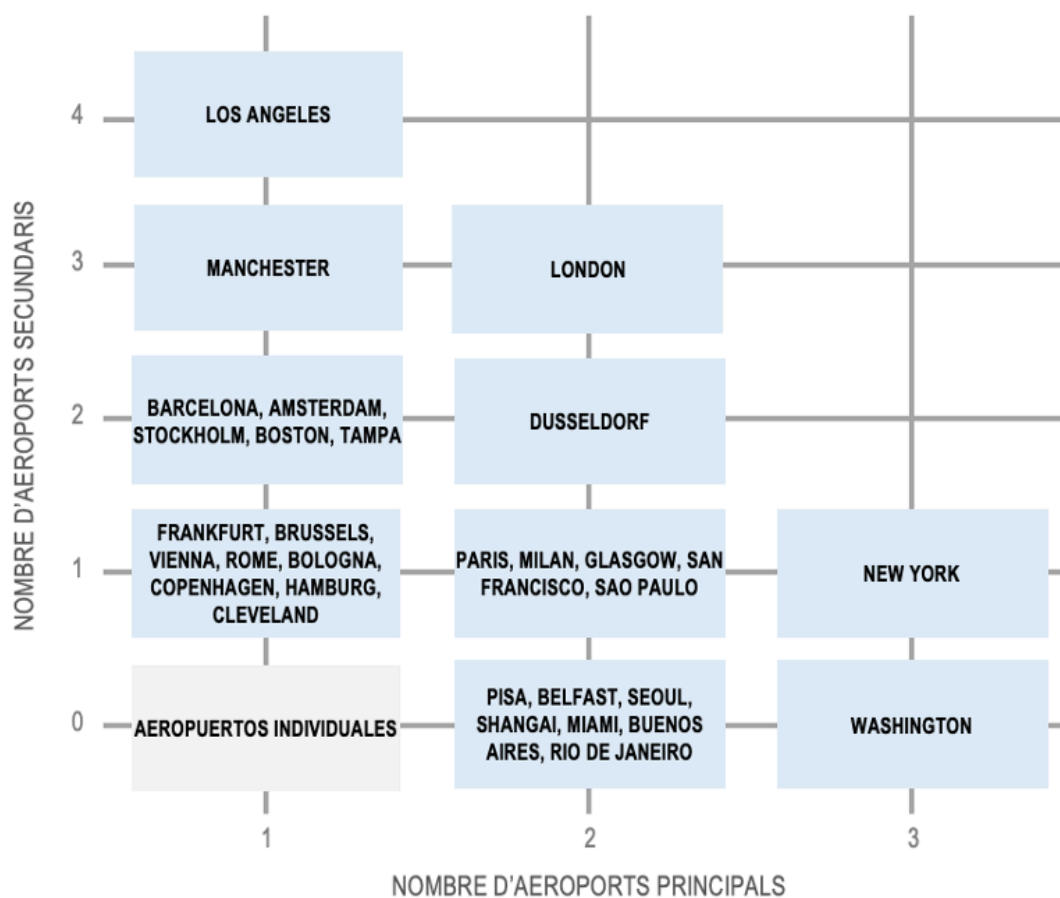 4
LOS ANGELES
NOMBRE D'AEROPORTS SECUNDARIS
3
MANCHESTER
LONDON
2
BARCELONA, AMSTERDAM,
STOCKHOLM, BOSTON, TAMPA
DUSSELDORF
1
FRANKFURT, BRUSSELS,
VIENNA, ROME, BOLOGNA,
COPENHAGEN, HAMBURG,
CLEVELAND
PARIS, MILAN, GLASGOW, SAN
FRANCISCO, SAO PAULO
NEW YORK
0
AEROPUERTOS INDIVIDUALES
PISA, BELFAST, SEOUL,
SHANGAI, MIAMI, BUENOS
AIRES, RIO DE JANEIRO
WASHINGTON
1
2
3
NOMBRE D'AEROPORTS PRINCIPALS